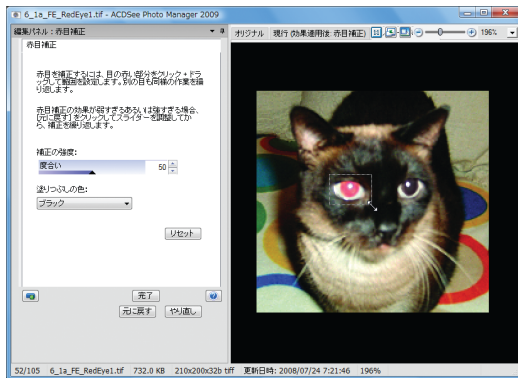 6_1a_FE_RedEye1.tif - ACDSee Photo Manager 2009
編集パネル：赤目補正
オリジナル 現行 (効果適用後: 赤目補正) 196%
赤目補正
赤目を補正するには、目の赤い部分をクリック + ドラ
ッグして範囲を設定します。別の目も同様の作業を繰
り返します。
赤目補正の効果が弱すぎるあるいは強すぎる場合、
[元に戻す] をクリックしてスライダーを調整してか
ら、補正を繰り返します。
補正の強度:
度合い 50
塗りつぶしの色:
ブラック
リセット
完了
元に戻す やり直し
52/105 6_1a_FE_RedEye1.tif 732.0 KB 210x200x32b tiff 更新日時: 2008/07/24 7:21:46 196%